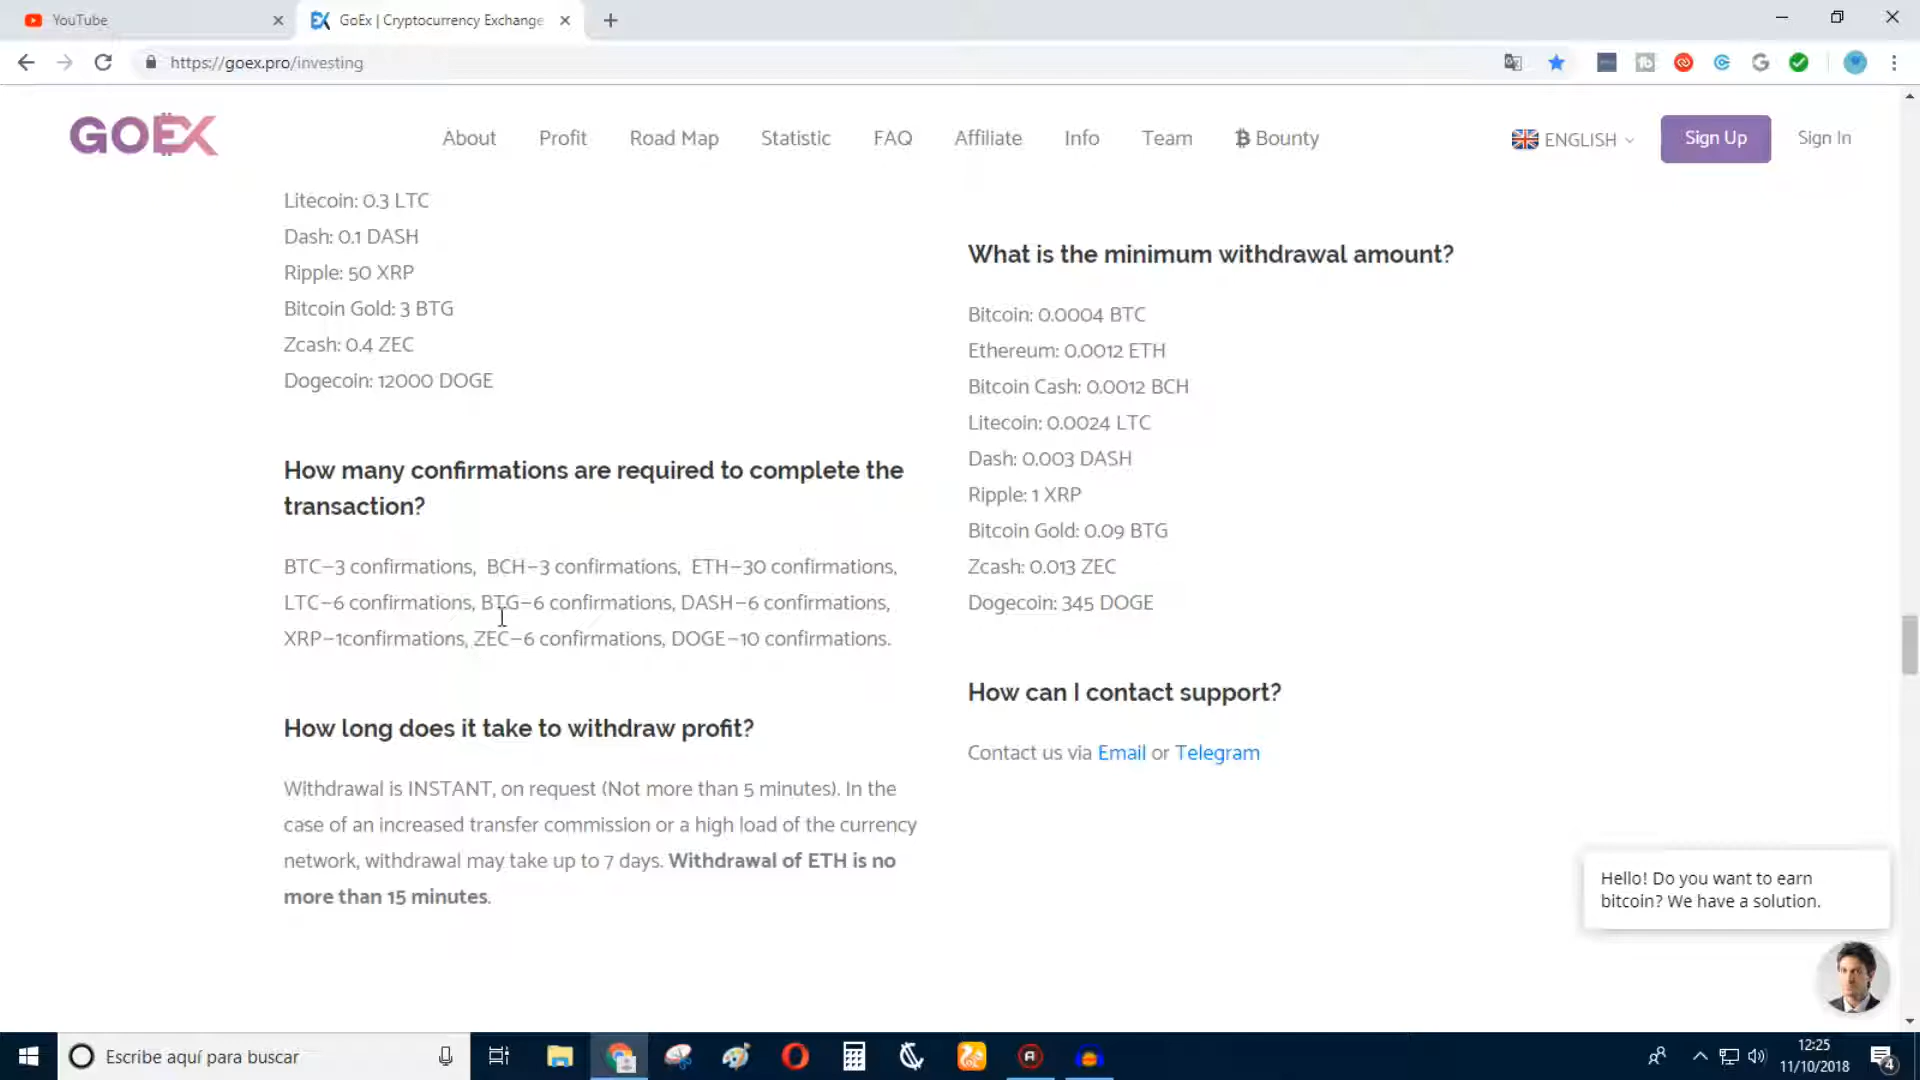 YouTube
GoEx | Cryptocurrency Exchange
https://goex.pro/investing
GOEX
About
Profit
Road Map
Statistic
FAQ
Affiliate
Info
Team
Bounty
ENGLISH
Sign Up
Sign In
Litecoin: 0.3 LTC
Dash: 0.1 DASH
Ripple: 50 XRP
Bitcoin Gold: 3 BTG
Zcash: 0.4 ZEC
Dogecoin: 12000 DOGE
How many confirmations are required to complete the
transaction?
BTC–3 confirmations, BCH–3 confirmations, ETH–30 confirmations,
LTC–6 confirmations, BTG–6 confirmations, DASH–6 confirmations,
XRP–1confirmations, ZEC–6 confirmations, DOGE–10 confirmations.
How long does it take to withdraw profit?
Withdrawal is INSTANT, on request (Not more than 5 minutes). In the
case of an increased transfer commission or a high load of the currency
network, withdrawal may take up to 7 days. Withdrawal of ETH is no
more than 15 minutes.
What is the minimum withdrawal amount?
Bitcoin: 0.0004 BTC
Ethereum: 0.0012 ETH
Bitcoin Cash: 0.0012 BCH
Litecoin: 0.0024 LTC
Dash: 0.003 DASH
Ripple: 1 XRP
Bitcoin Gold: 0.09 BTG
Zcash: 0.013 ZEC
Dogecoin: 345 DOGE
How can I contact support?
Contact us via Email or Telegram
Hello! Do you want to earn
bitcoin? We have a solution.
Escribe aquí para buscar
12:25
11/10/2018
4